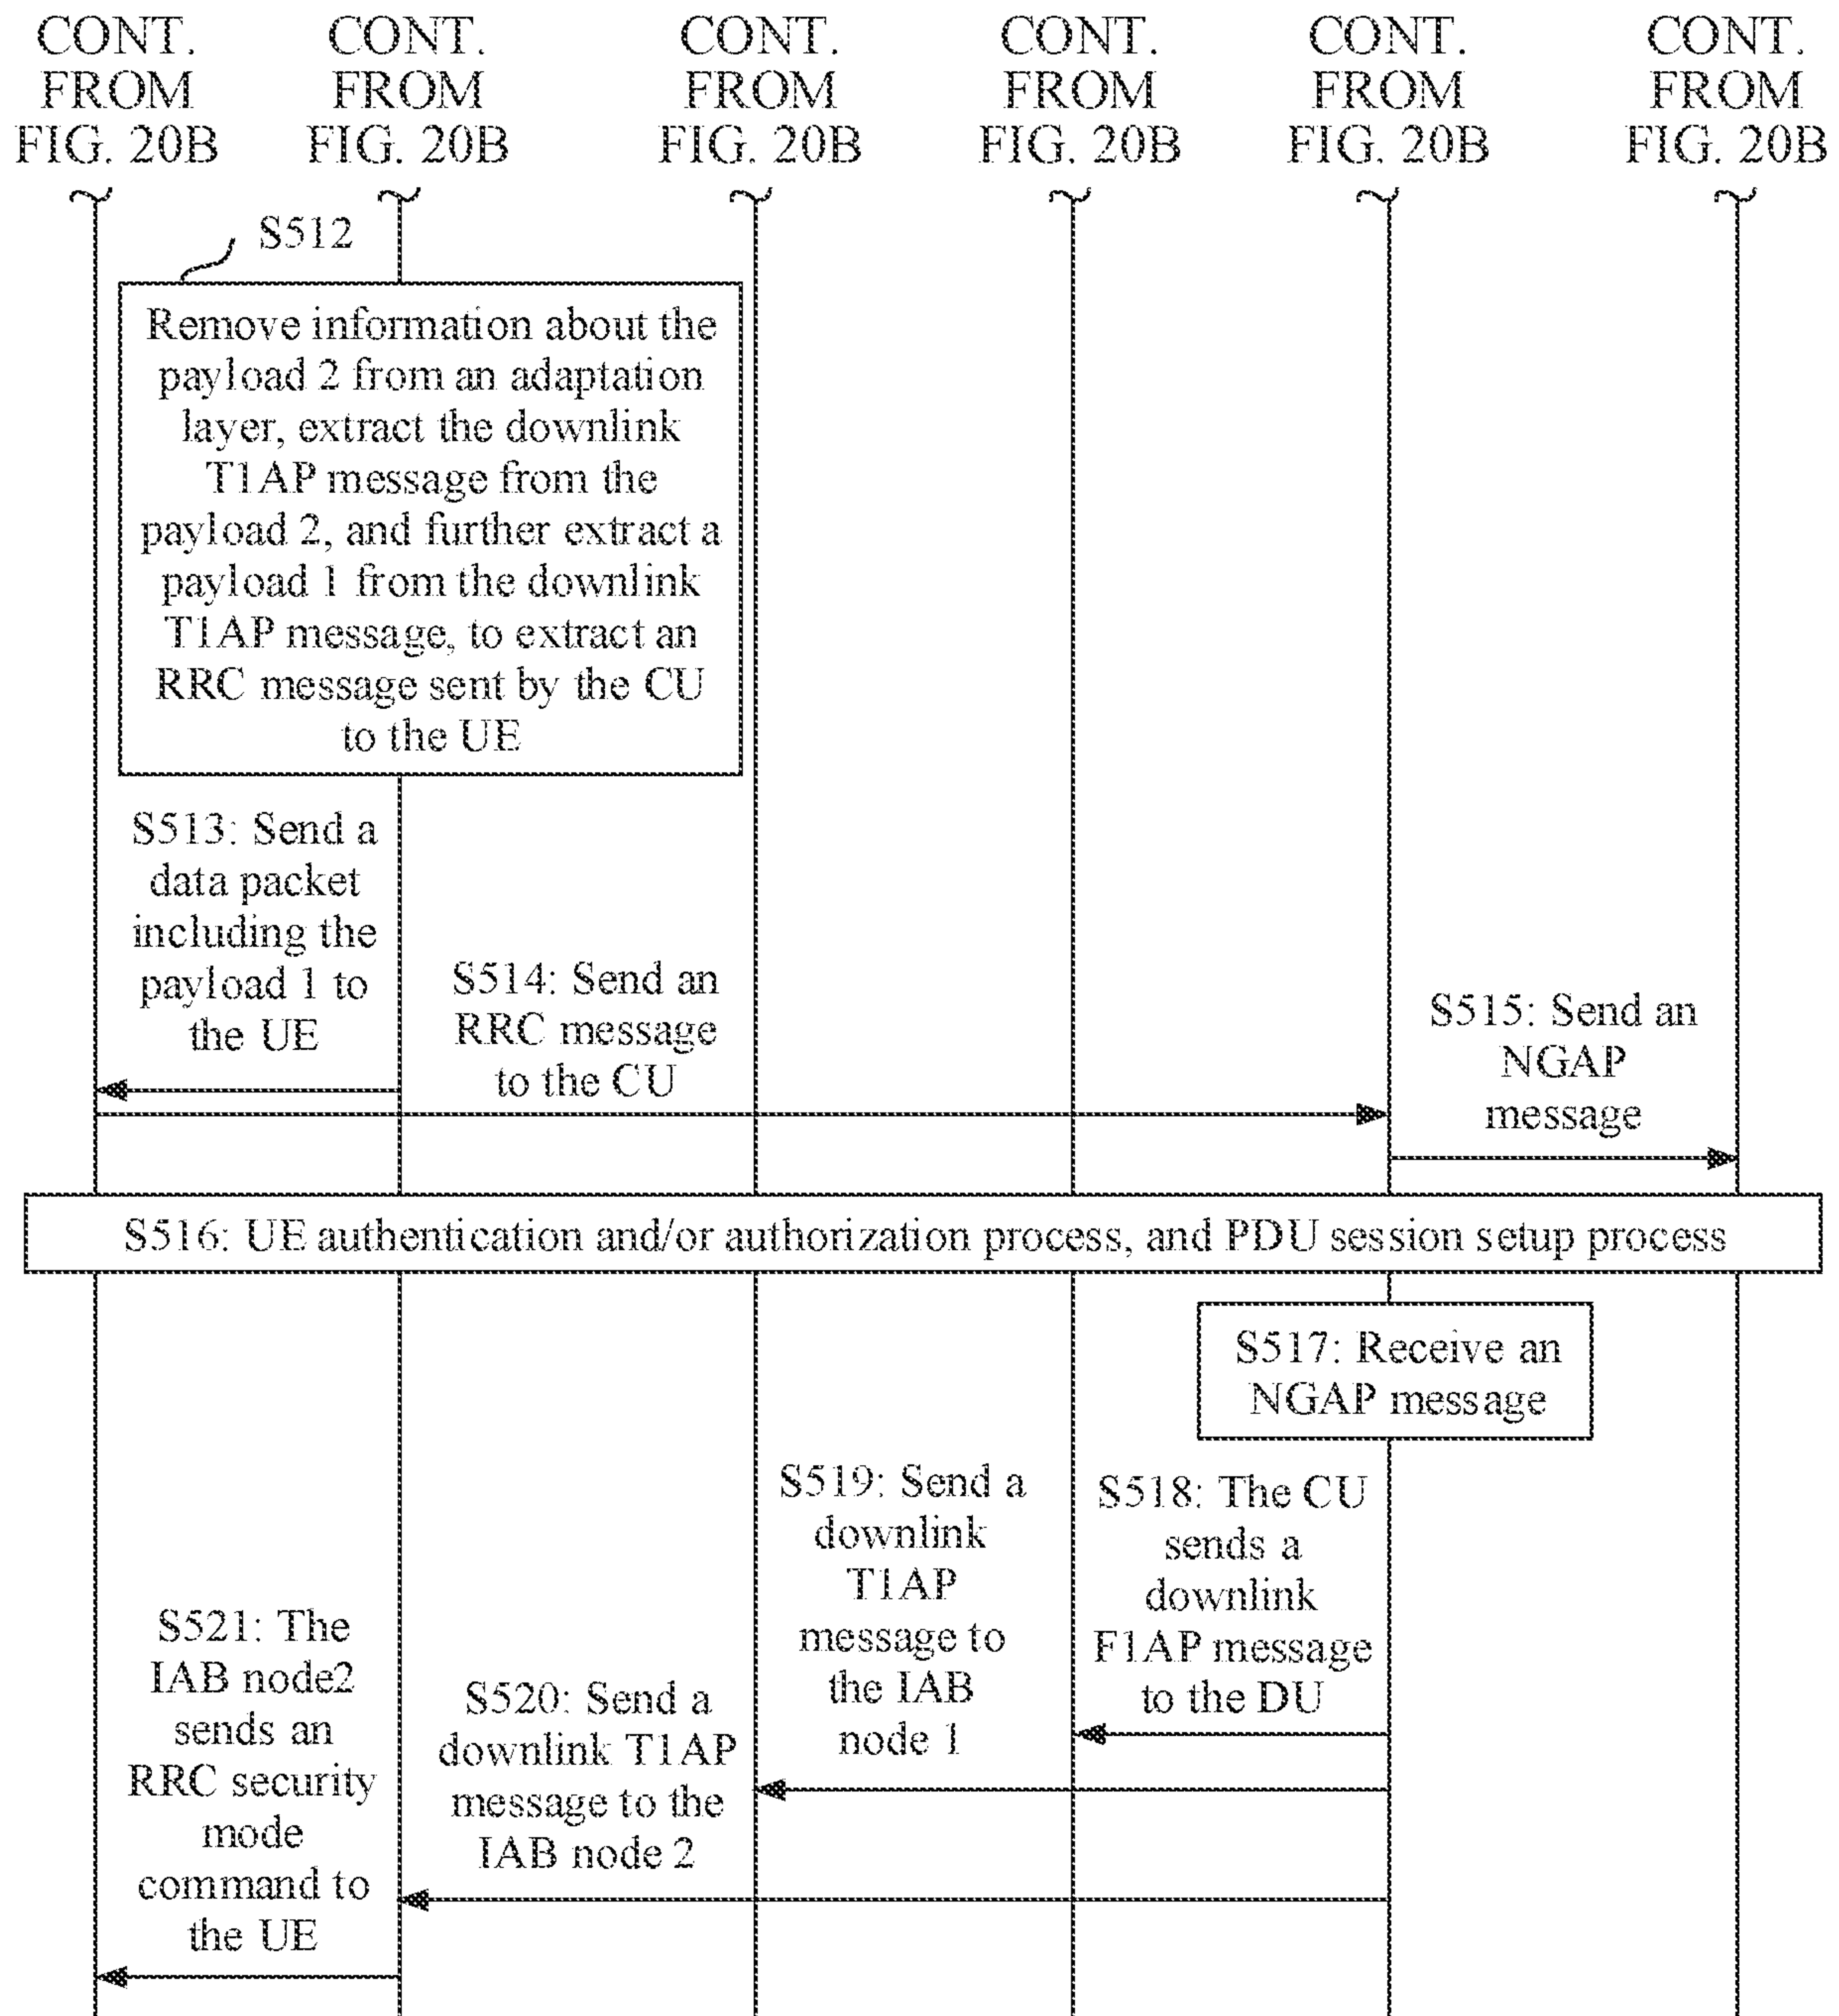 CONT.
FROM
FIG. 20B
CONT.
FROM
FIG. 20B
CONT.
FROM
FIG. 20B
CONT.
FROM
FIG. 20B
CONT.
FROM
FIG. 20B
CONT.
FROM
FIG. 20B
S512
Remove information about the
payload 2 from an adaptation
layer, extract the downlink
T1AP message from the
payload 2, and further extract a
payload 1 from the downlink
T1AP message, to extract an
RRC message sent by the CU
to the UE
S513: Send a
data packet
including the
payload 1 to
the UE
S514: Send an
RRC message
to the CU
S515: Send an
NGAP
message
S516: UE authentication and/or authorization process, and PDU session setup process
S517: Receive an
NGAP message
S518: The CU
sends a
downlink
F1AP message
to the DU
S519: Send a
downlink
T1AP
message to
the IAB
node 1
S520: Send a
downlink T1AP
message to the
IAB node 2
S521: The
IAB node2
sends an
RRC security
mode
command to
the UE